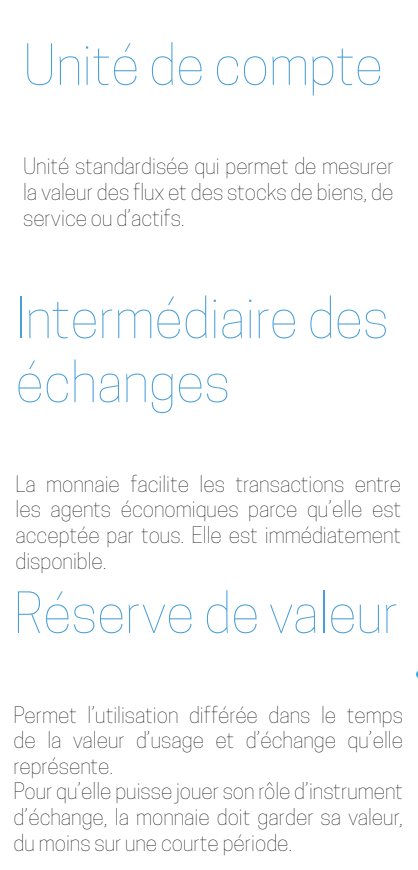 Unité de compte
Unité standardisée qui permet de mesurer
la valeur des flux et des stocks de biens, de
service ou d'actifs.
Intermédiaire des
échanges
La monnaie facilite les transactions entre
les agents économiques parce qu'elle est
acceptée par tous. Elle est immédiatement
disponible.
Réserve de valeur
Permet l'utilisation différée dans le temps
de la valeur d'usage et d'échange qu'elle
représente.
Pour qu'elle puisse jouer son rôle d'instrument
d'échange, la monnaie doit garder sa valeur,
du moins sur une courte période.